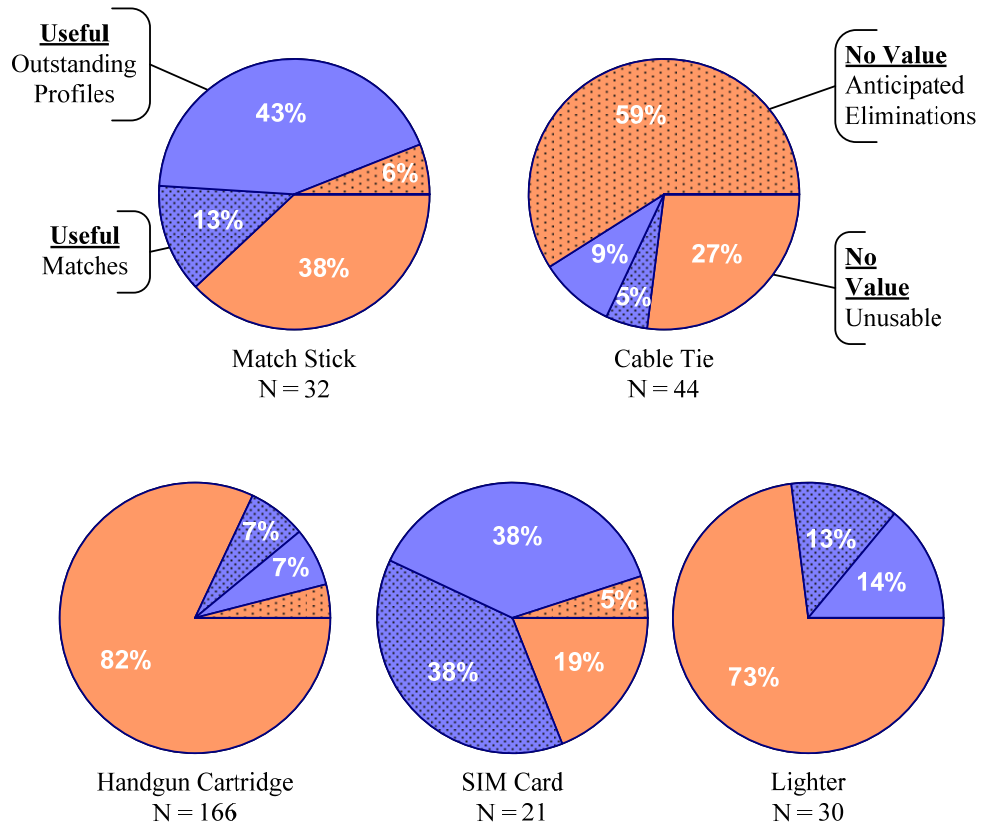 Useful
Outstanding
Profiles
43%
6%
13%
38%
Useful
Matches
Match Stick
N = 32
No Value
Anticipated
Eliminations
59%
9%
5%
27%
No
Value
Unusable
Cable Tie
N = 44
7%
7%
82%
Handgun Cartridge
N = 166
38%
5%
38%
19%
SIM Card
N = 21
13%
14%
73%
Lighter
N = 30